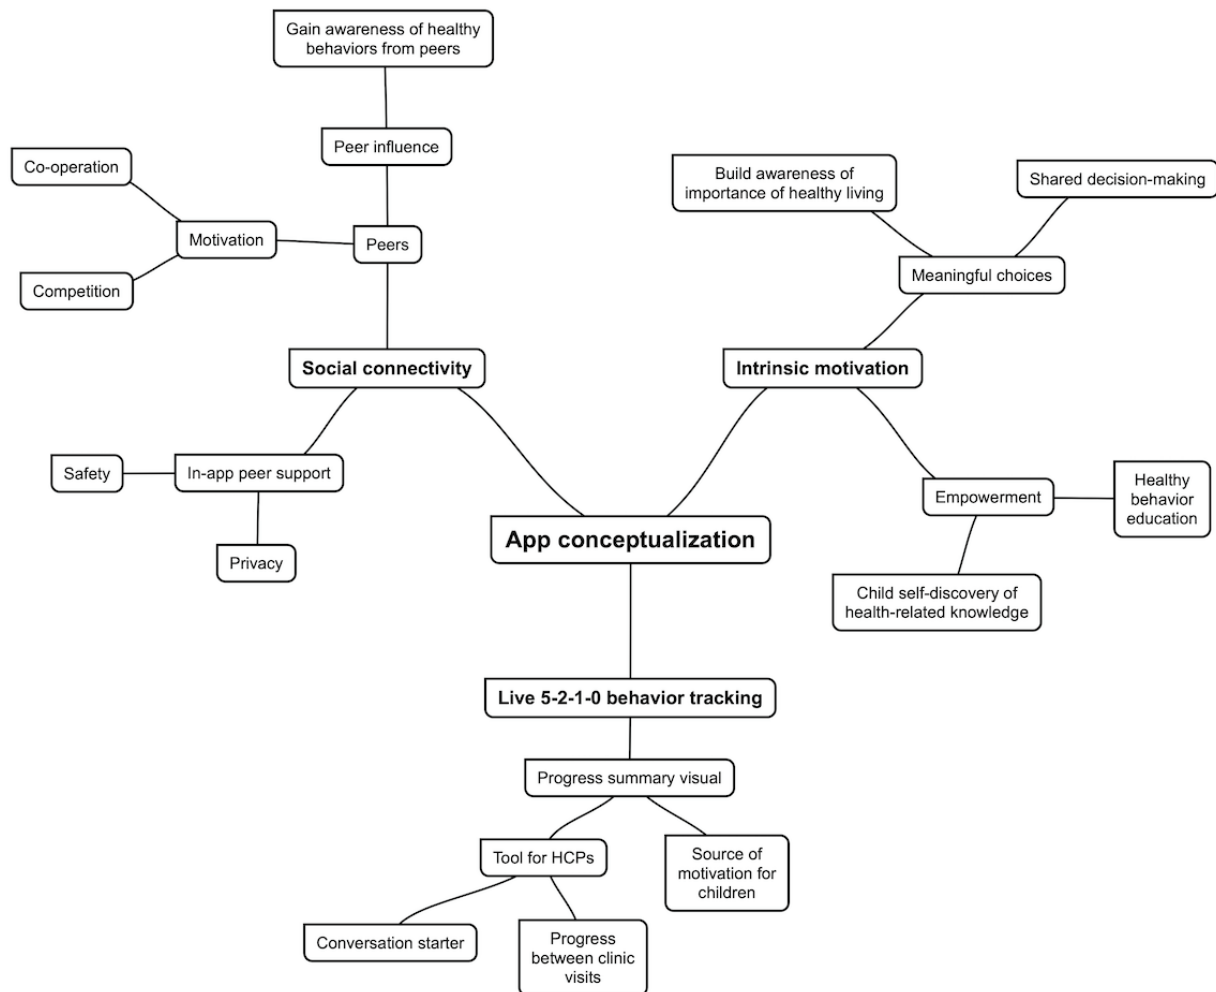 Gain awareness of healthy
behaviors from peers
Peer influence
Co-operation
Motivation
Peers
Competition
Social connectivity
Safety
In-app peer support
Privacy
Build awareness of
importance of healthy living
Shared decision-making
Meaningful choices
Intrinsic motivation
Empowerment
Healthy
behavior
education
Child self-discovery of
health-related knowledge
App conceptualization
Live 5-2-1-0 behavior tracking
Progress summary visual
Tool for HCPs
Source of
motivation for
children
Conversation starter
Progress
between clinic
visits